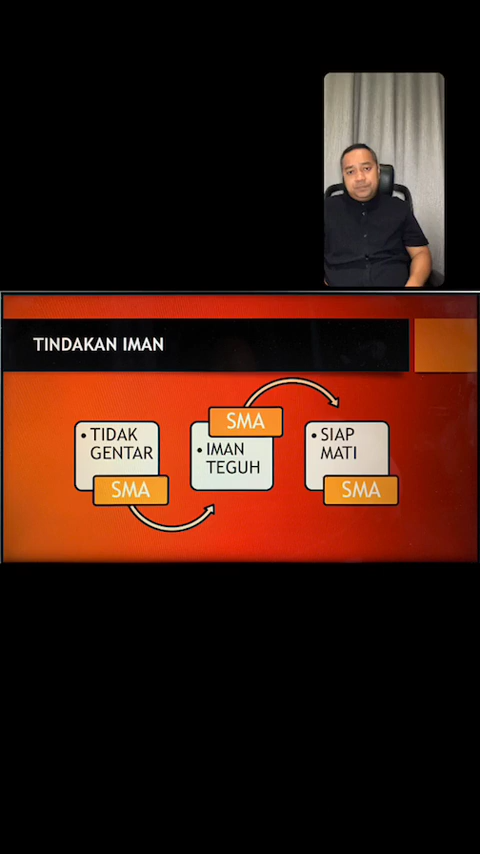 TINDAKAN IMAN
• TIDAK
GENTAR
SMA
SMA
• IMAN
TEGUH
• SIAP
MATI
SMA